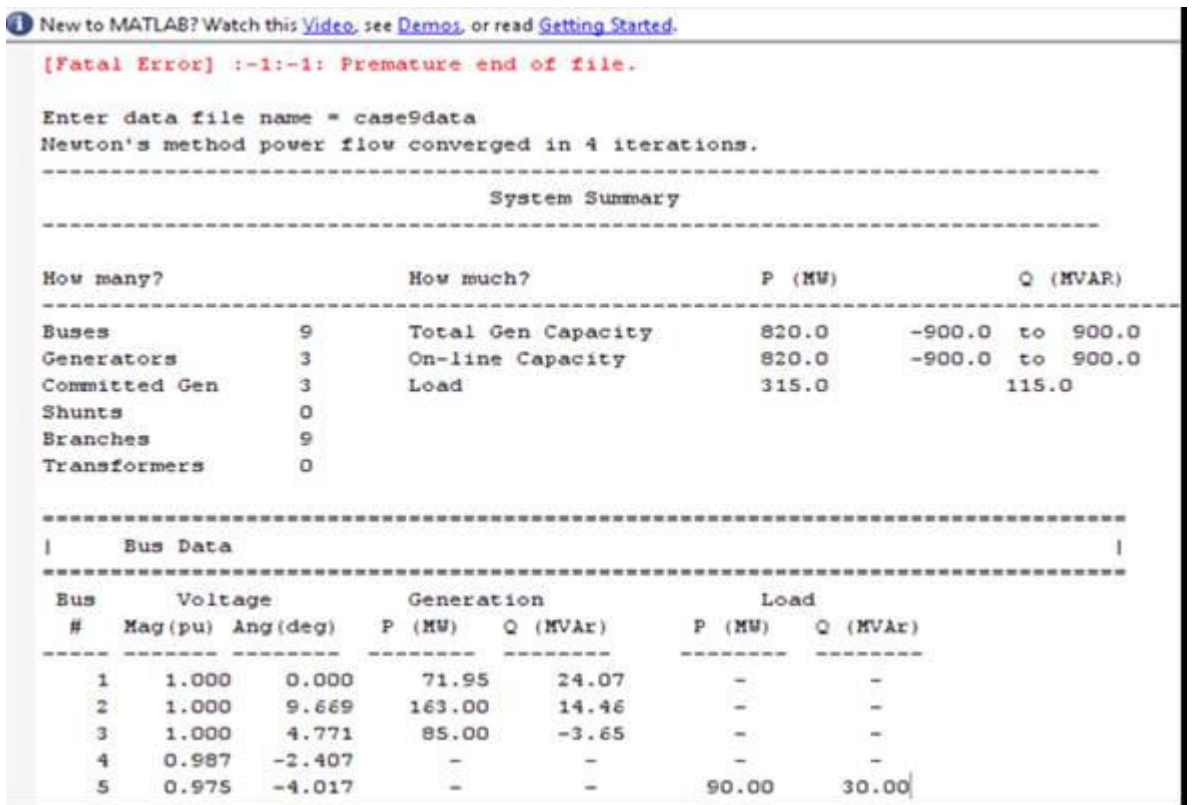 New to MATLAB? Watch this Video, see Demos, or read Getting Started.
[Fatal Error] :-1:-1: Premature end of file.
Enter data file name = case9data
Newton's method power flow converged in 4 iterations.
System Summary
How many? How much? P (MW) Q (MVAR)
Buses 9 Total Gen Capacity 820.0 -900.0 to 900.0
Generators 3 On-line Capacity 820.0 -900.0 to 900.0
Committed Gen 3 Load 315.0 115.0
Shunts 0
Branches 9
Transformers 0
| Bus Data |
Bus Voltage Generation Load
# Mag(pu) Ang(deg) P (MW) Q (MVAr) P (MW) Q (MVAr)
1 1.000 0.000 71.95 24.07 - -
2 1.000 9.669 163.00 14.46 - -
3 1.000 4.771 85.00 -3.65 - -
4 0.987 -2.407 - - - -
5 0.975 -4.017 - - 90.00 30.00